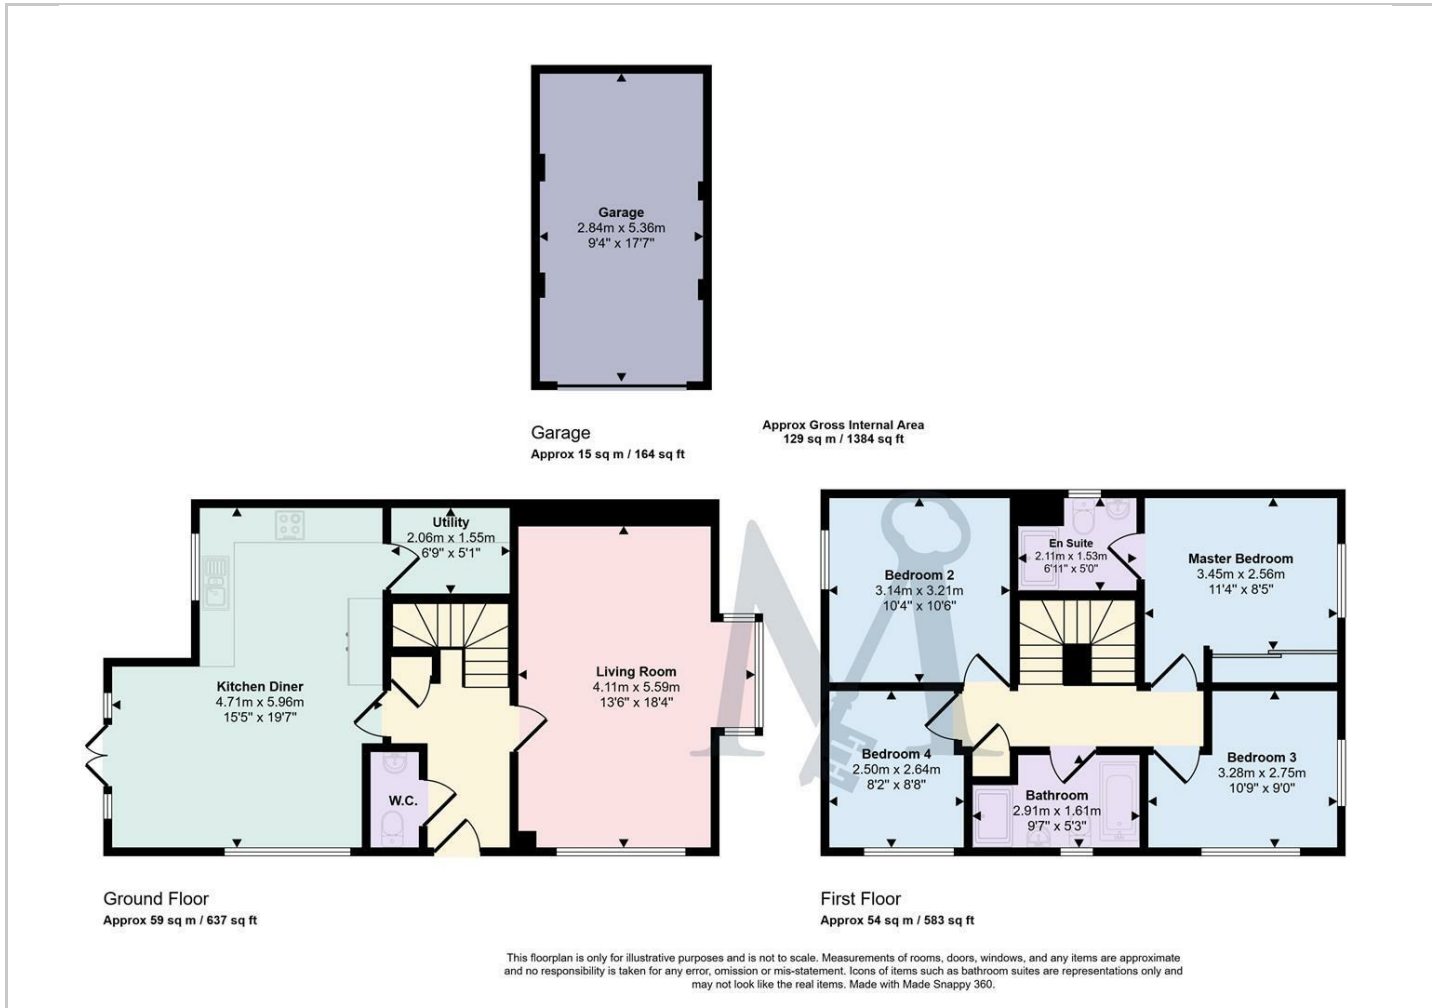 Garage
2.84m x 5.36m
9'4" x 17'7"
Garage
Approx 15 sq m / 164 sq ft
Approx Gross Internal Area
129 sq m / 1384 sq ft
Utility
2.06m x 1.55m
6'9" x 5'1"
Kitchen Diner
4.71m x 5.96m
15'5" x 19'7"
Living Room
4.11m x 5.59m
13'6" x 18'4"
W.C.
Ground Floor
Approx 59 sq m / 637 sq ft
En Suite
2.11m x 1.53m
6'11" x 5'0"
Master Bedroom
3.45m x 2.56m
11'4" x 8'5"
Bedroom 2
3.14m x 3.21m
10'4" x 10'6"
Bedroom 4
2.50m x 2.64m
8'2" x 8'8"
Bathroom
2.91m x 1.61m
9'7" x 5'3"
Bedroom 3
3.28m x 2.75m
10'9" x 9'0"
First Floor
Approx 54 sq m / 583 sq ft
This floorplan is only for illustrative purposes and is not to scale. Measurements of rooms, doors, windows, and any items are approximate
and no responsibility is taken for any error, omission or mis-statement. Icons of items such as bathroom suites are representations only and
may not look like the real items. Made with Made Snappy 360.